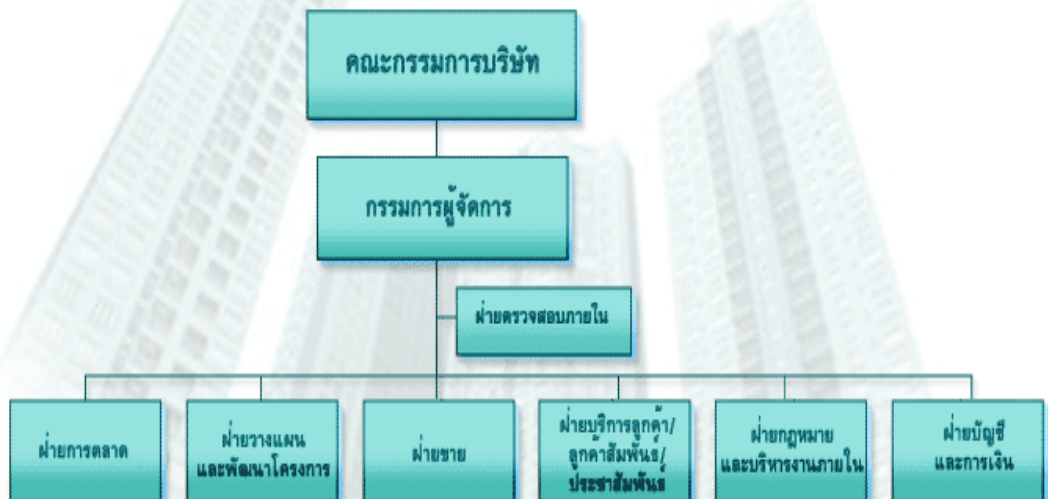 คณะกรรมการบริษัท
กรรมการผู้จัดการ
ฝ่ายตรวจสอบภายใน
ฝ่ายการตลาด
ฝ่ายวางแผน
และพัฒนาโครงการ
ฝ่ายขาย
ฝ่ายบริการลูกค้า/
ลูกค้าสัมพันธ์/
ประชาสัมพันธ์
ฝ่ายกฎหมาย
และบริหารงานภายใน
ฝ่ายบัญชี
และการเงิน